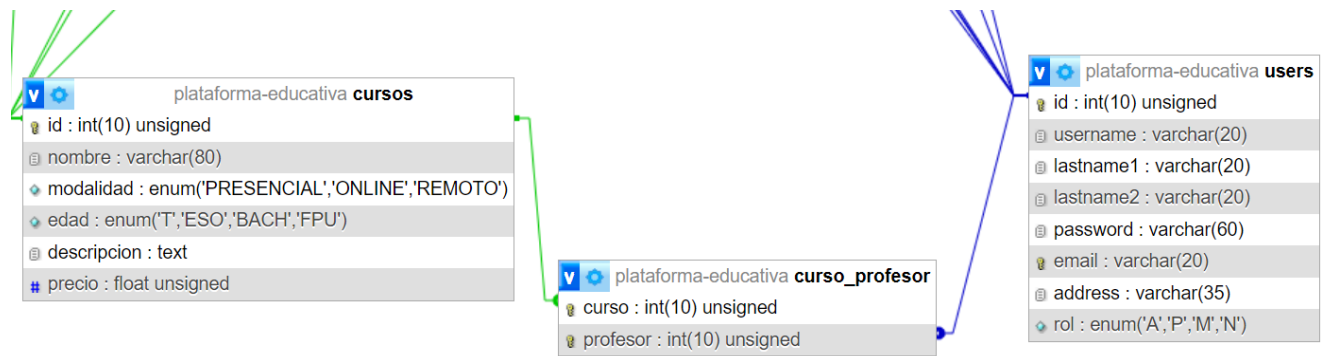 plataforma-educativa cursos
id : int(10) unsigned
nombre : varchar(80)
modalidad : enum('PRESENCIAL','ONLINE','REMOTO')
edad : enum('T','ESO','BACH','FPU')
descripcion : text
# precio : float unsigned
plataforma-educativa curso_profesor
curso : int(10) unsigned
profesor : int(10) unsigned
plataforma-educativa users
id : int(10) unsigned
username : varchar(20)
lastname1 : varchar(20)
lastname2 : varchar(20)
password : varchar(60)
email : varchar(20)
address : varchar(35)
rol : enum('A','P','M','N')